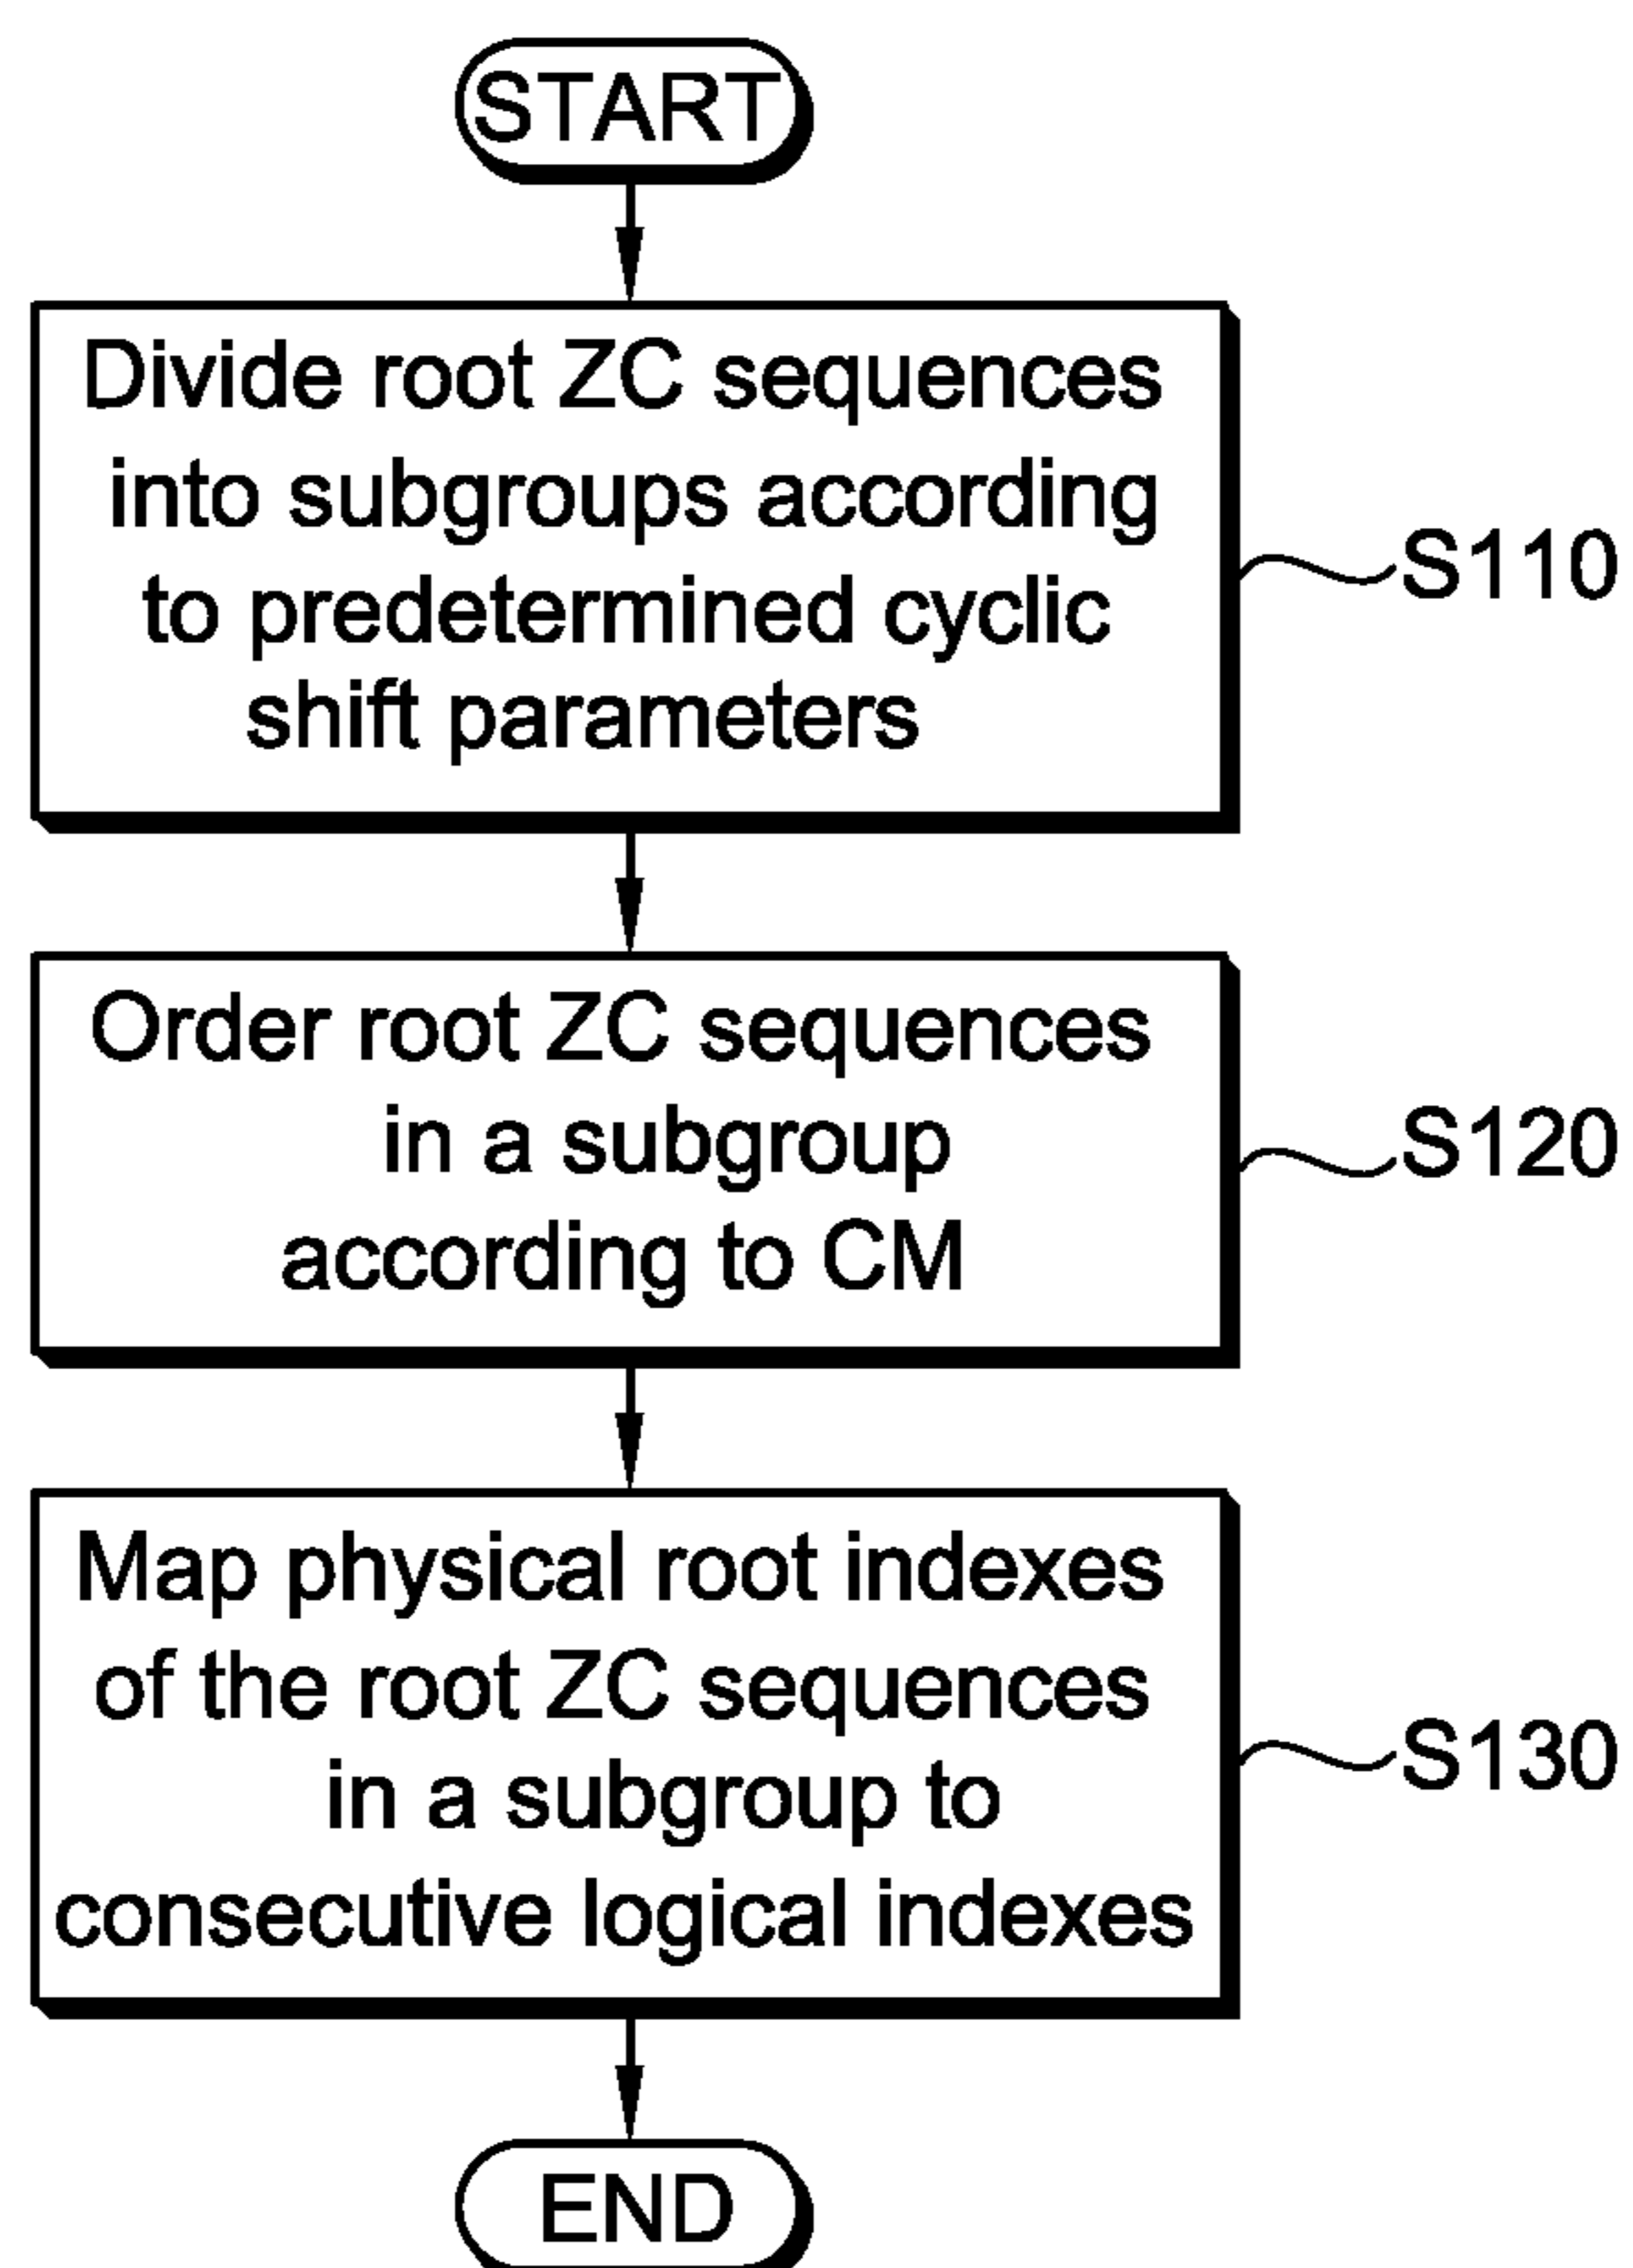 START
Divide root ZC sequences
into subgroups according
to predetermined cyclic
shift parameters
S110
Order root ZC sequences
in a subgroup
according to CM
S120
Map physical root indexes
of the root ZC sequences
in a subgroup to
consecutive logical indexes
S130
END